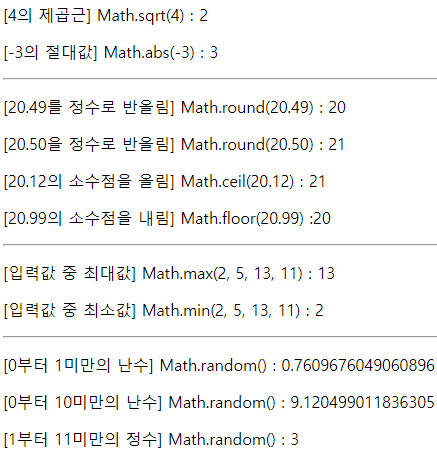 [4의 제곱근] Math.sqrt(4) : 2
[-3의 절대값] Math.abs(-3) : 3
[20.49를 정수로 반올림] Math.round(20.49) : 20
[20.50을 정수로 반올림] Math.round(20.50) : 21
[20.12의 소수점을 올림] Math.ceil(20.12) : 21
[20.99의 소수점을 내림] Math.floor(20.99) :20
[입력값 중 최대값] Math.max(2, 5, 13, 11) : 13
[입력값 중 최소값] Math.min(2, 5, 13, 11) : 2
[0부터 1미만의 난수] Math.random() : 0.7609676049060896
[0부터 10미만의 난수] Math.random() : 9.120499011836305
[1부터 11미만의 정수] Math.random() : 3